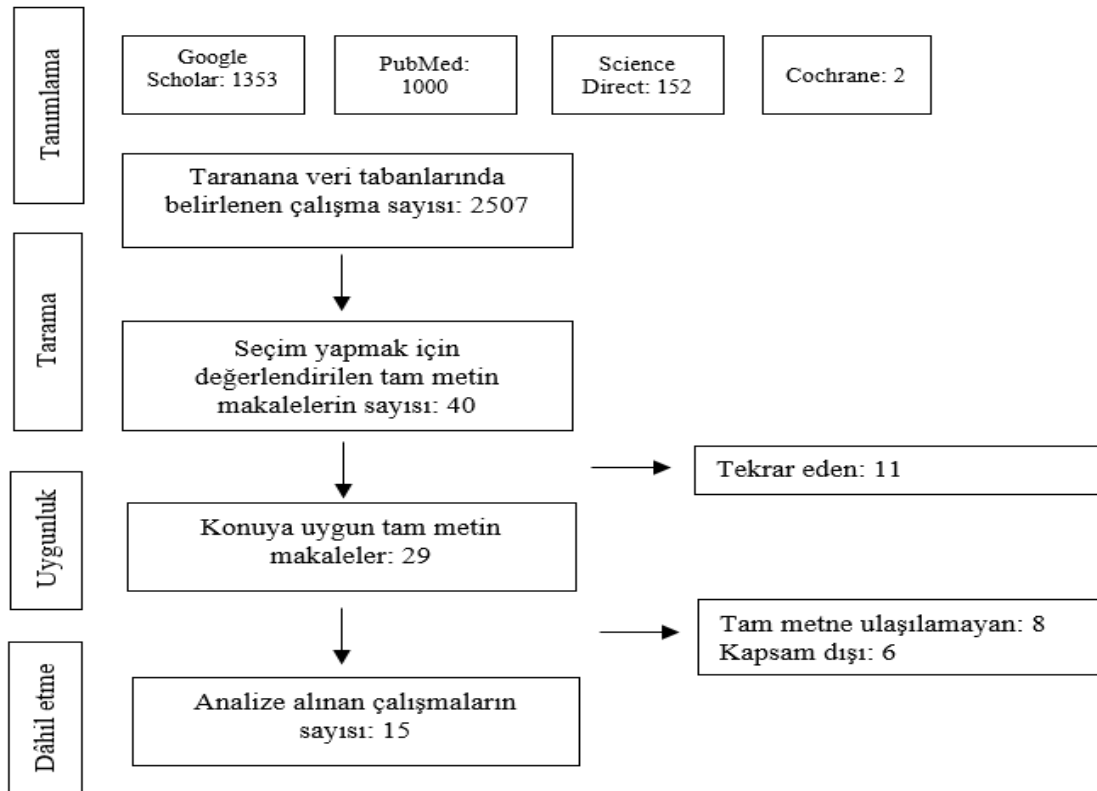 Tanımlama
Google
Scholar: 1353
PubMed:
1000
Science
Direct: 152
Cochrane: 2
Taranana veri tabanlarında
belirlenen çalışma sayısı: 2507
Tarama
Seçim yapmak için
değerlendirilen tam metin
makalelerin sayısı: 40
Tekrar eden: 11
Uygunluk
Konuya uygun tam metin
makaleler: 29
Tam metne ulaşılamayan: 8
Kapsam dışı: 6
Dâhil etme
Analize alınan çalışmaların
sayısı: 15